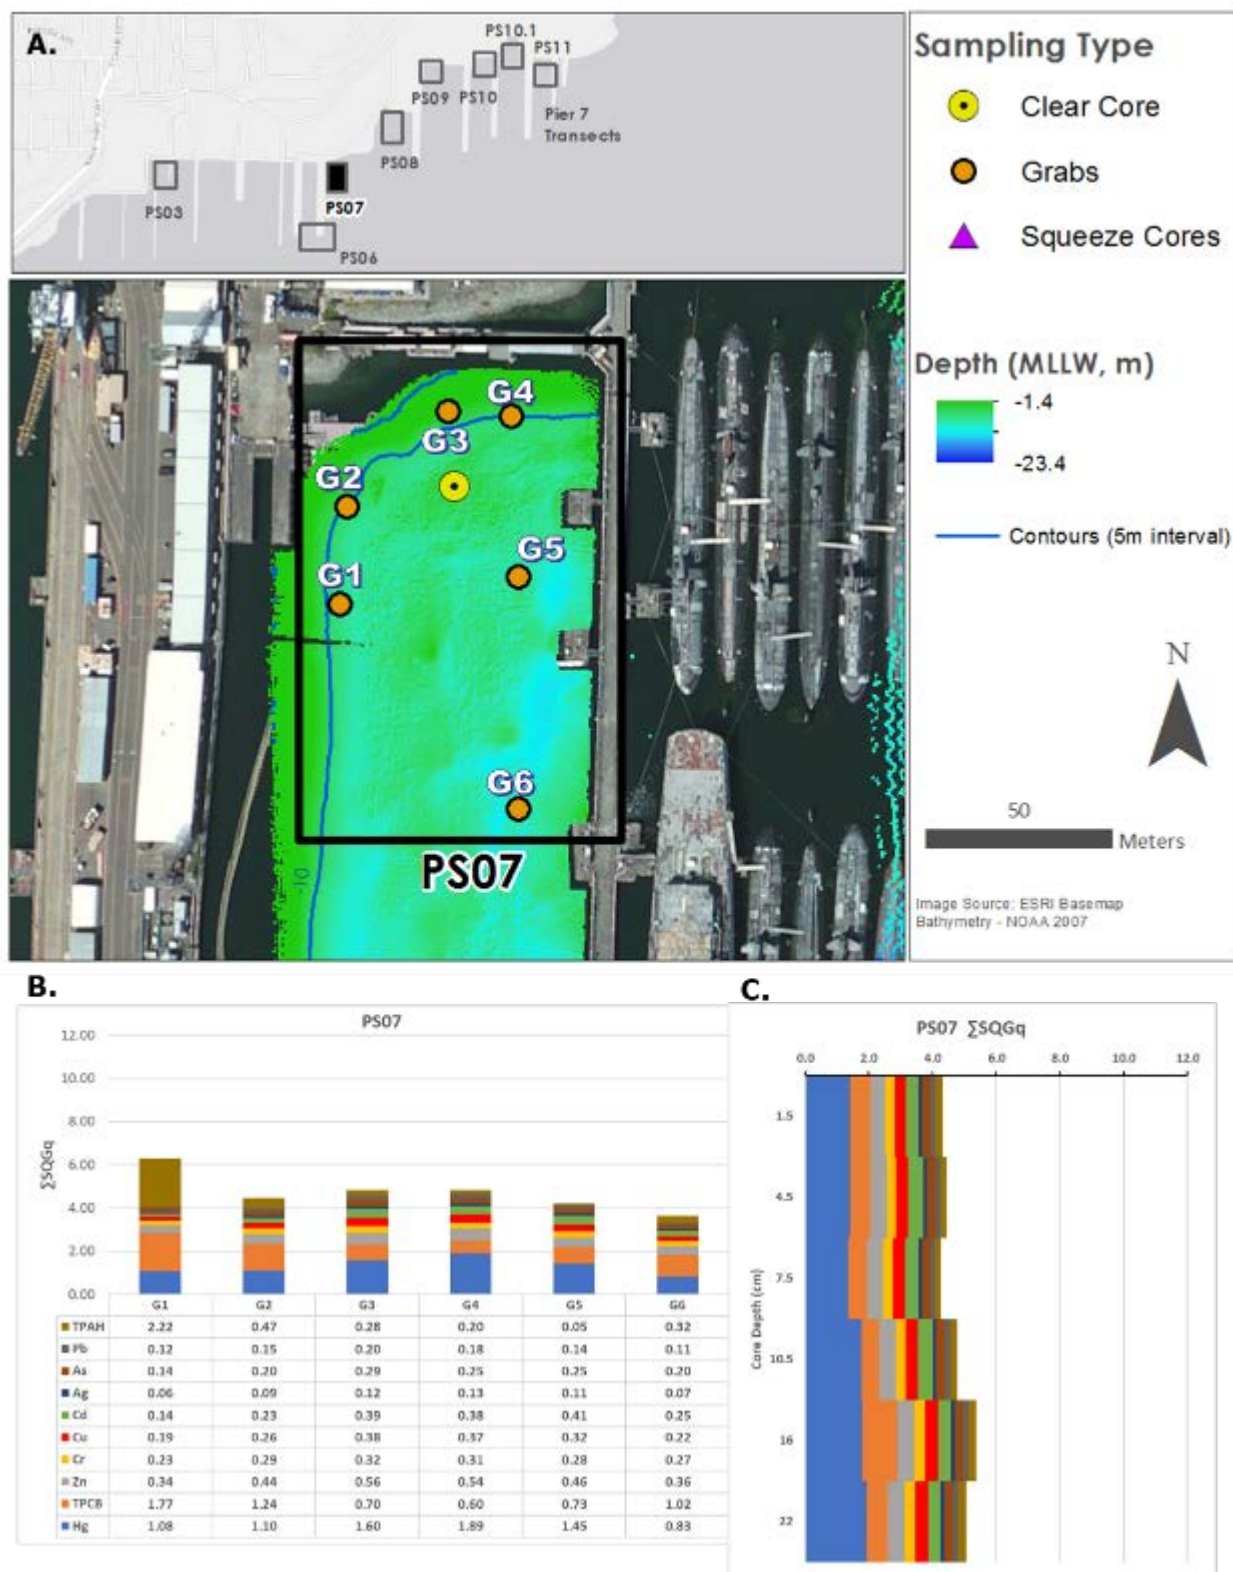 A.
PS10.1
PS11
PS09
PS10
Pier 7
Transects
PS08
PS03
PS07
PS06
Sampling Type
Clear Core
Grabs
Squeeze Cores
Depth (MLLW, m)
-1.4
-23.4
Contours (5m interval)
N
50
Meters
Image Source: ESRI Basemap
Bathymetry - NOAA 2007
G4
G3
G2
G5
G1
G6
PS07
-10
B.
PS07
12.00
10.00
8.00
6.00
4.00
2.00
0.00
∑SQGq
G1 G2 G3 G4 G5 G6
TPAH 2.22 0.47 0.28 0.20 0.05 0.32
Pb 0.12 0.15 0.20 0.18 0.14 0.11
As 0.14 0.20 0.29 0.25 0.25 0.20
Ag 0.06 0.09 0.12 0.13 0.11 0.07
Cd 0.14 0.23 0.39 0.38 0.41 0.25
Cu 0.19 0.26 0.38 0.37 0.32 0.22
Cr 0.23 0.29 0.32 0.31 0.28 0.27
Zn 0.34 0.44 0.56 0.54 0.46 0.36
TPCB 1.77 1.24 0.70 0.60 0.73 1.02
Hg 1.08 1.10 1.60 1.89 1.45 0.83
C.
PS07 ∑SQGq
0.0 2.0 4.0 6.0 8.0 10.0 12.0
Core Depth (cm)
1.5
4.5
7.5
10.5
16
22